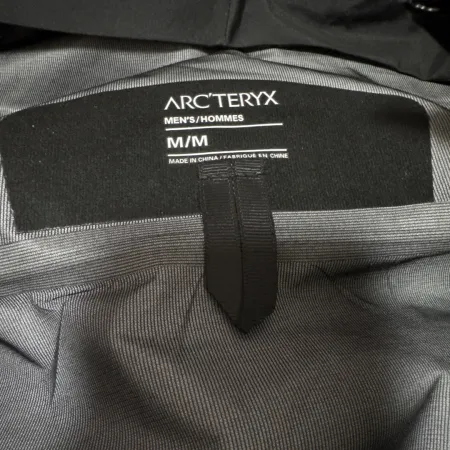 ARC'TERYX
MEN'S/HOMMES
M/M
MADE IN CHINA/FABRIQUÉ EN CHINE